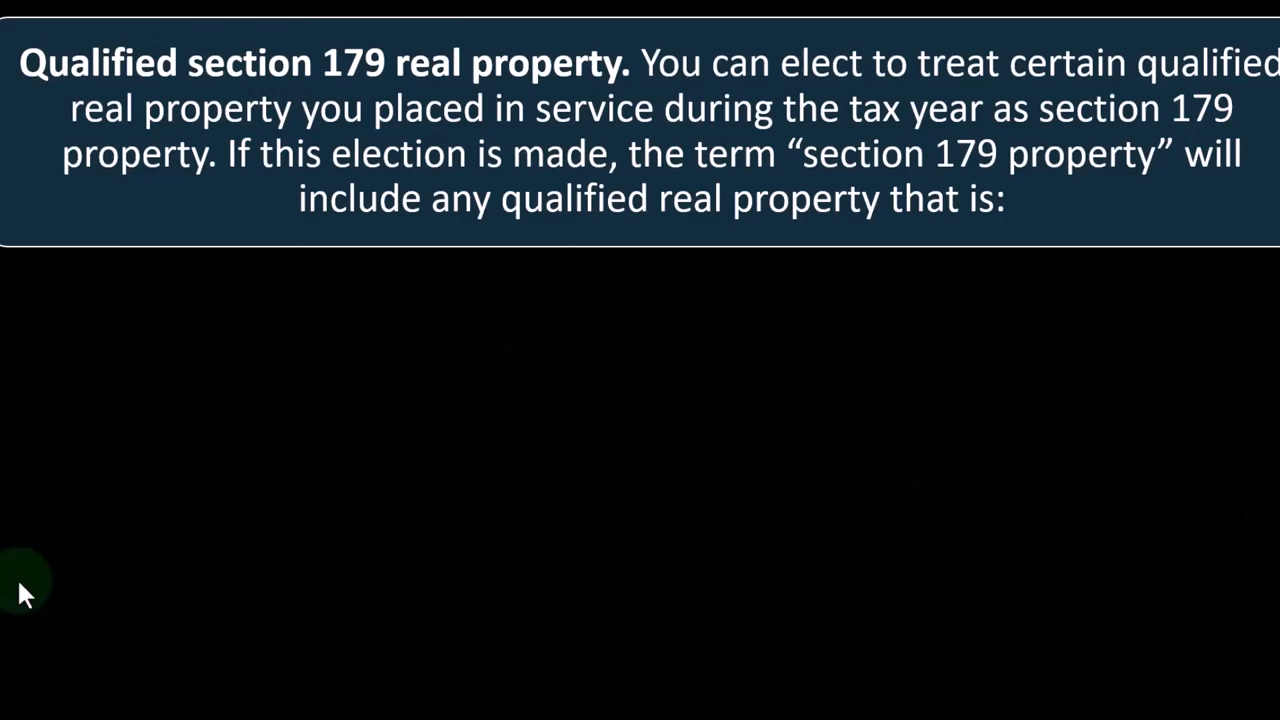 Qualified section 179 real property. You can elect to treat certain qualified
real property you placed in service during the tax year as section 179
property. If this election is made, the term “section 179 property” will
include any qualified real property that is: